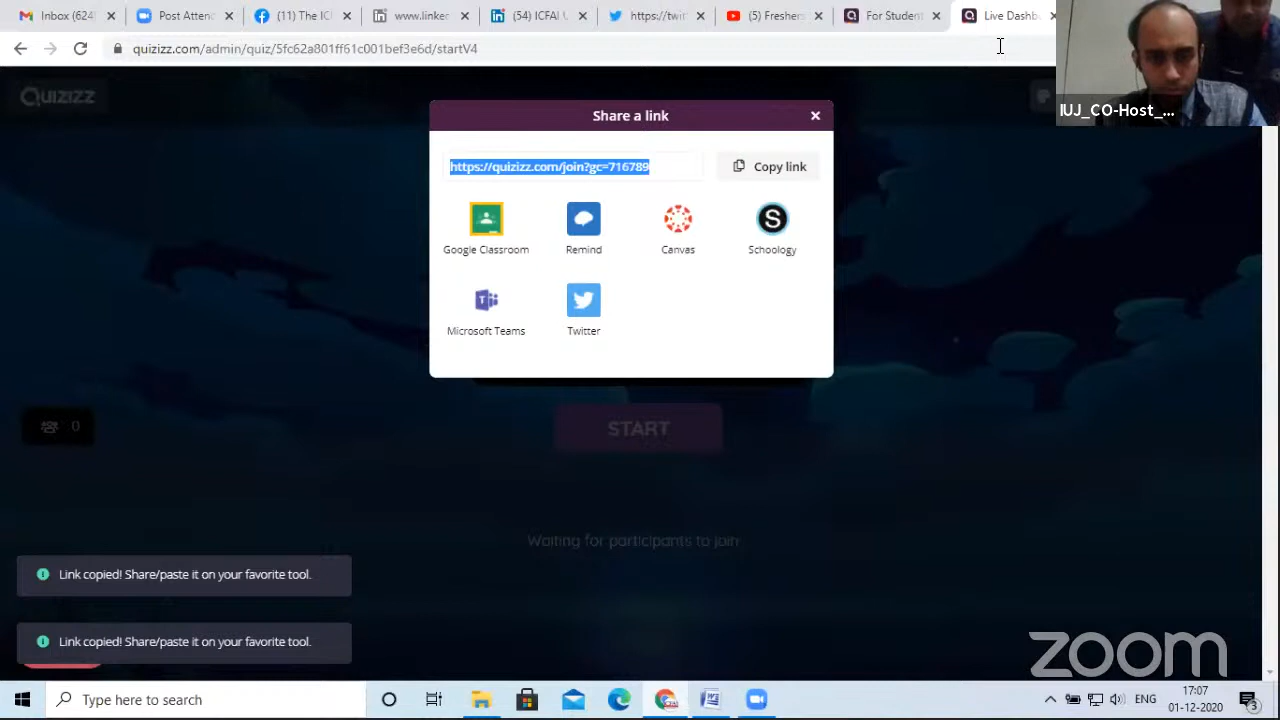 Inbox (624
Post Attend
(11) The IC
www.linker
(54) ICFAI U
https://twit
(5) Freshers
For Student
Live Dashb
quizizz.com/admin/quiz/5fc62a801ff61c001bef3e6d/startV4
Quizizz
IUJ_CO-Host_...
Share a link
https://quizizz.com/join?gc=716789
Copy link
Google Classroom
Remind
Canvas
Schoology
Microsoft Teams
Twitter
0
START
Waiting for participants to join
Link copied! Share/paste it on your favorite tool.
Link copied! Share/paste it on your favorite tool.
zoom
Type here to search
ENG
17:07
01-12-2020
3